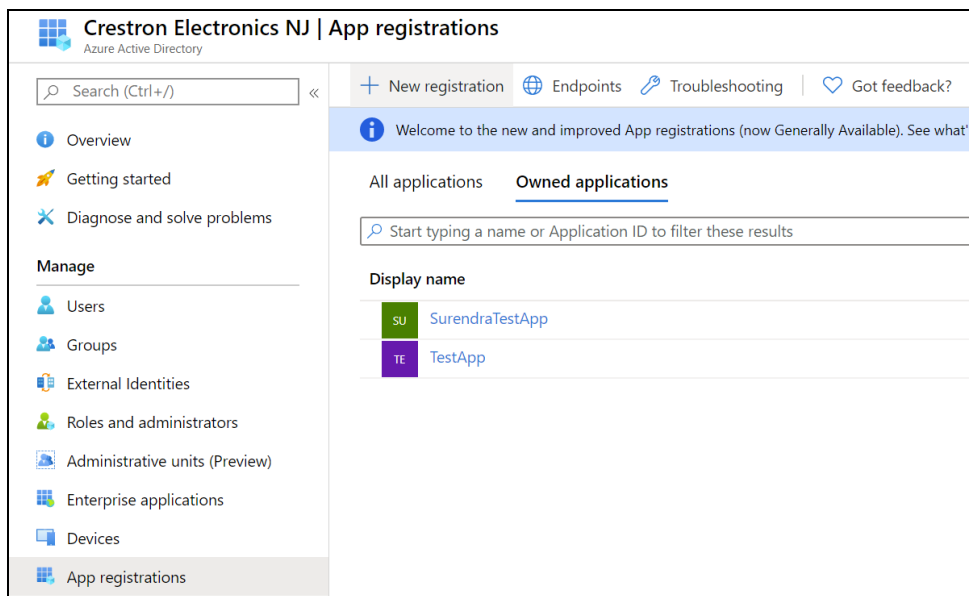 Crestron Electronics NJ | App registrations
Azure Active Directory
Search (Ctrl+/)
«
Overview
Getting started
Diagnose and solve problems
Manage
Users
Groups
External Identities
Roles and administrators
Administrative units (Preview)
Enterprise applications
Devices
App registrations
New registration
Endpoints
Troubleshooting
Got feedback?
Welcome to the new and improved App registrations (now Generally Available). See what'
All applications
Owned applications
Start typing a name or Application ID to filter these results
Display name
SU SurendraTestApp
TE TestApp